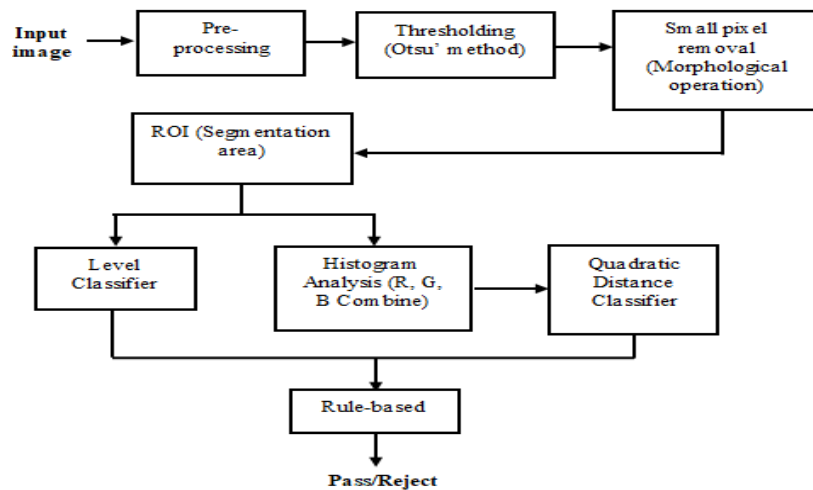 Input
image
Pre-
processing
Thresholding
(Otsu’ method)
Small pixel
removal
(Morphological
operation)
ROI (Segmentation
area)
Level
Classifier
Histogram
Analysis (R, G,
B Combine)
Quadratic
Distance
Classifier
Rule-based
Pass/Reject